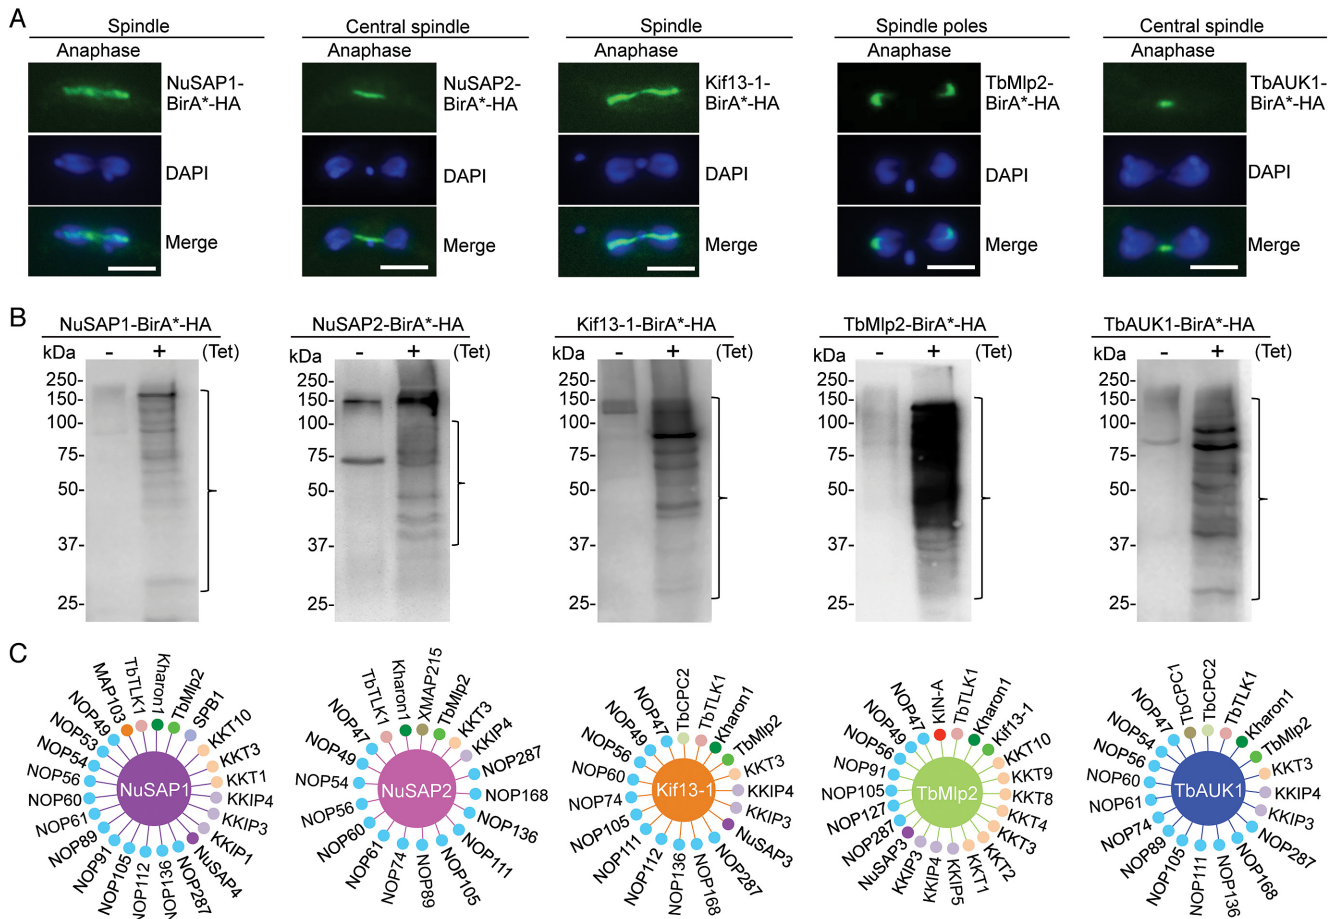 A
Spindle
Central spindle
Spindle
Spindle poles
Central spindle
Anaphase
Anaphase
Anaphase
Anaphase
Anaphase
NuSAP1-
BirA*-HA
NuSAP2-
BirA*-HA
Kif13-1-
BirA*-HA
TbMlp2-
BirA*-HA
TbAUK1-
BirA*-HA
DAPI
DAPI
DAPI
DAPI
DAPI
Merge
Merge
Merge
Merge
Merge
B
NuSAP1-BirA*-HA
kDa - + (Tet)
250-
150-
100-
75-
50-
37-
25-
NuSAP2-BirA*-HA
kDa - + (Tet)
250-
150-
100-
75-
50-
37-
25-
Kif13-1-BirA*-HA
kDa - + (Tet)
250-
150-
100-
75-
50-
37-
25-
TbMlp2-BirA*-HA
kDa - + (Tet)
250-
150-
100-
75-
50-
37-
25-
TbAUK1-BirA*-HA
kDa - + (Tet)
250-
150-
100-
75-
50-
37-
25-
C
NuSAP1
MAP103
TbTLK1
Kharon1
TbMlp2
SPB1
KKT10
KKT3
KKT1
KKIP4
KKIP3
KKIP1
NuSAP4
NOP287
NOP136
NOP112
NOP105
NOP91
NOP89
NOP61
NOP60
NOP56
NOP54
NOP53
NOP49
NuSAP2
TbTLK1
Kharon1
XMAP215
TbMlp2
KKT3
KKIP4
NOP287
NOP168
NOP136
NOP111
NOP105
NOP89
NOP74
NOP61
NOP60
NOP56
NOP54
NOP49
NOP47
Kif13-1
TbCPC2
TbTLK1
Kharon1
TbMlp2
KKT3
KKIP4
KKIP3
NuSAP3
NOP287
NOP168
NOP136
NOP112
NOP111
NOP105
NOP74
NOP60
NOP56
NOP49
NOP47
TbMlp2
KIN-A
TbTLK1
Kharon1
Kif13-1
KKT10
KKT9
KKT8
KKT4
KKT3
KKT2
KKT1
KKIP5
KKIP4
KKIP3
NuSAP3
NOP287
NOP127
NOP105
NOP91
NOP56
NOP49
NOP47
TbAUK1
TbCPC1
TbCPC2
TbTLK1
Kharon1
TbMlp2
KKT3
KKIP4
KKIP3
NOP287
NOP168
NOP136
NOP111
NOP105
NOP89
NOP74
NOP61
NOP60
NOP56
NOP54
NOP47